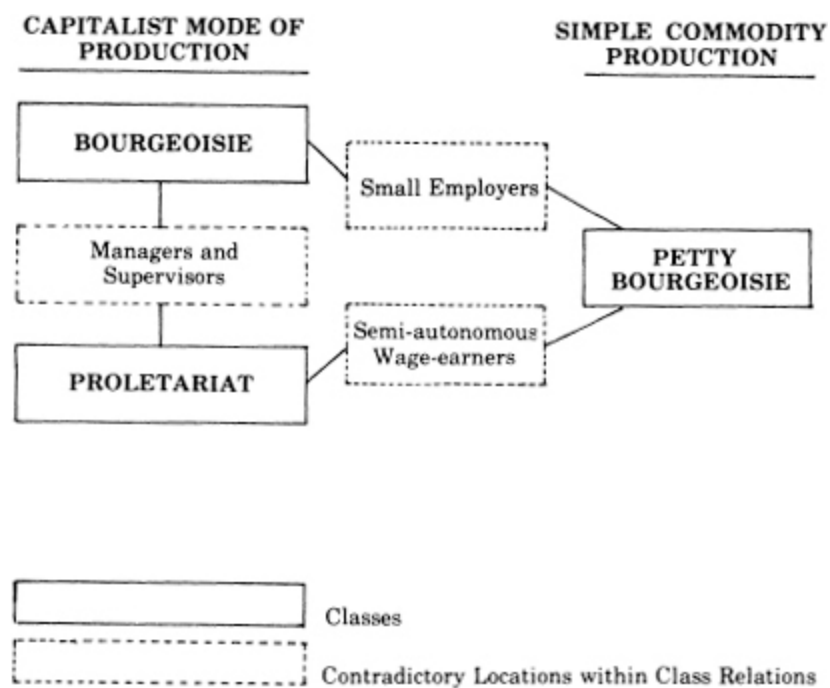 CAPITALIST MODE OF
PRODUCTION
SIMPLE COMMODITY
PRODUCTION
BOURGEOISIE
Small Employers
Managers and
Supervisors
PETTY
BOURGEOISIE
Semi-autonomous
Wage-earners
PROLETARIAT
Classes
Contradictory Locations within Class Relations